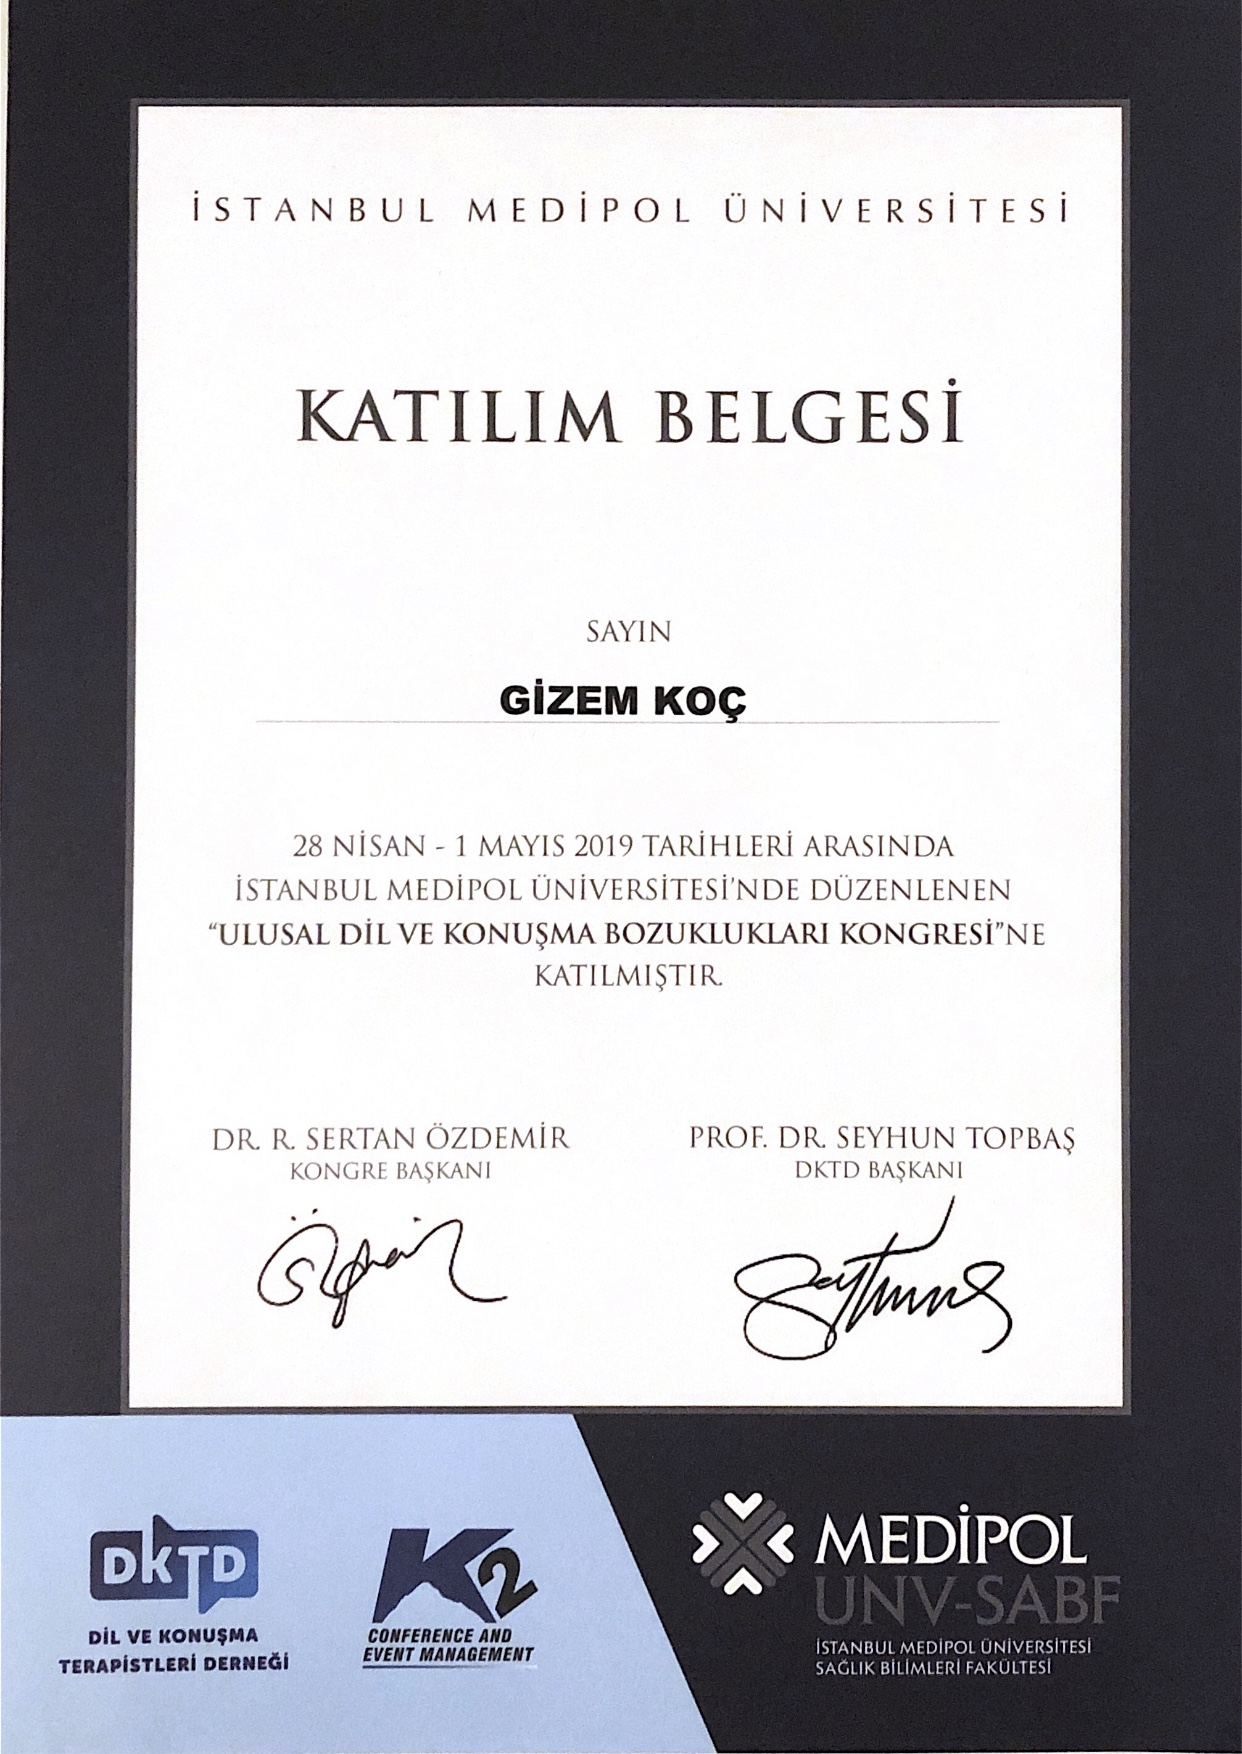 İSTANBUL MEDİPOL ÜNİVERSİTESİ
KATILIM BELGESİ
SAYIN
GİZEM KOÇ
28 NİSAN - 1 MAYIS 2019 TARİHLERİ ARASINDA
İSTANBUL MEDİPOL ÜNİVERSİTESİ'NDE DÜZENLENEN
“ULUSAL DİL VE KONUŞMA BOZUKLUKLARI KONGRESİ”NE
KATILMIŞTIR.
DR. R. SERTAN ÖZDEMİR
KONGRE BAŞKANI
PROF. DR. SEYHUN TOPBAŞ
DKTD BAŞKANI
DKTD
DİL VE KONUŞMA
TERAPİSTLERİ DERNEĞİ
K2
CONFERENCE AND
EVENT MANAGEMENT
MEDİPOL
UNV-SABF
İSTANBUL MEDİPOL ÜNİVERSİTESİ
SAĞLIK BİLİMLERİ FAKÜLTESİ